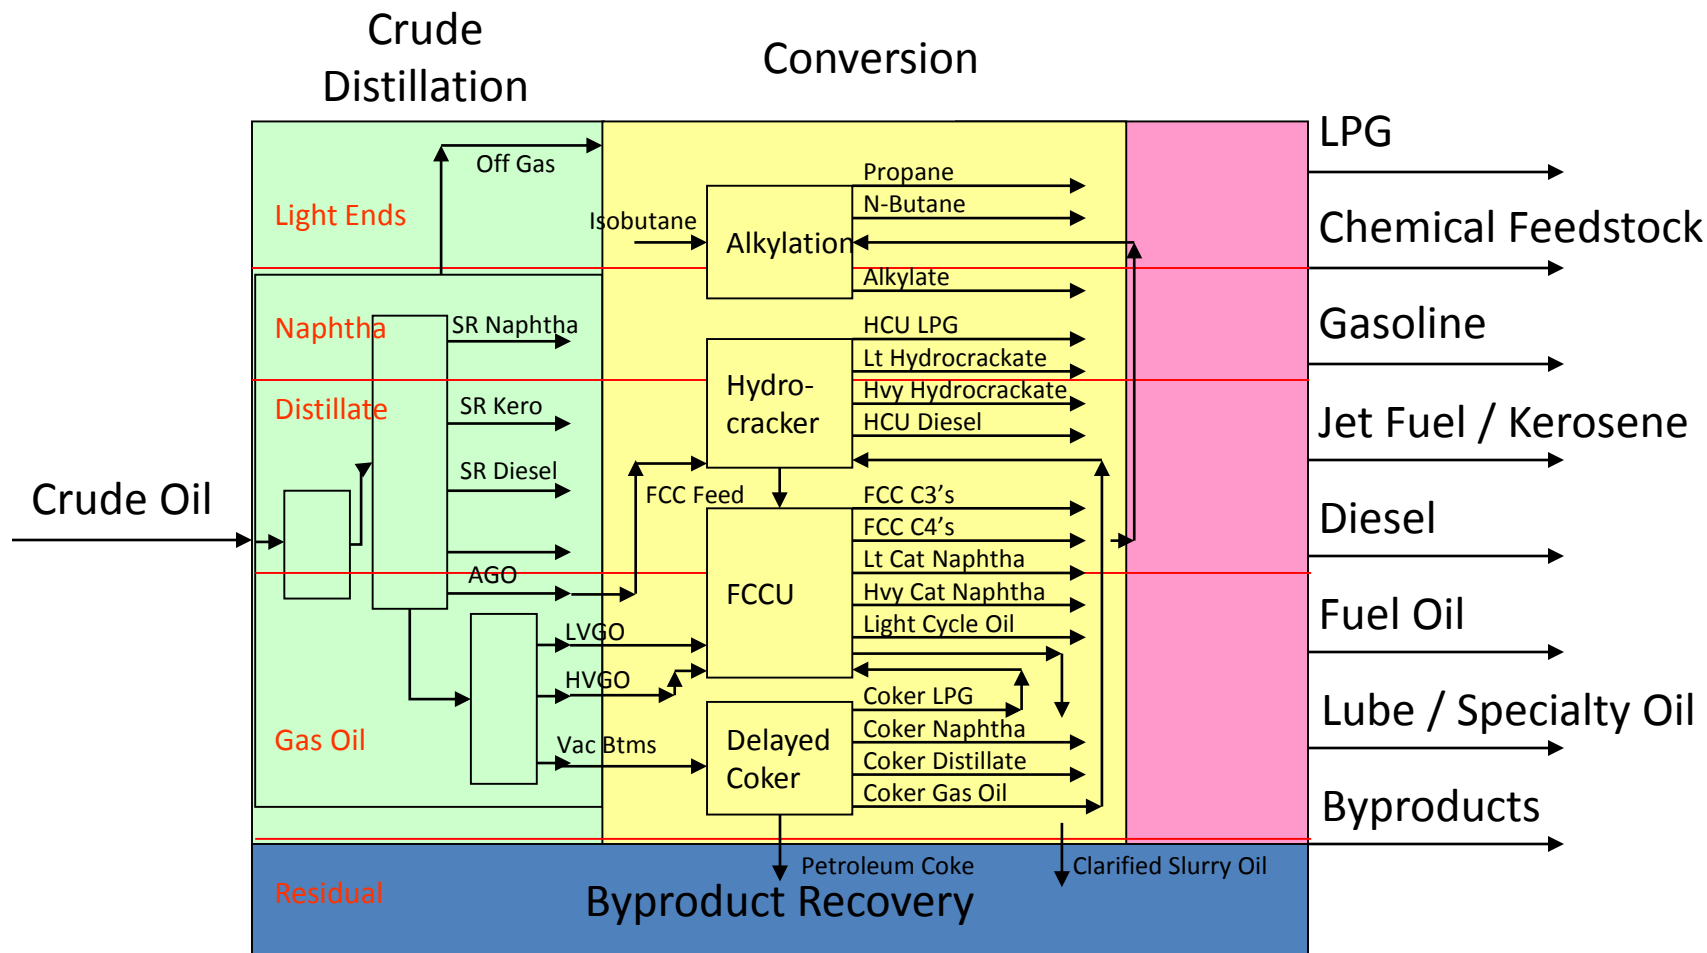 Crude
Distillation
Conversion
LPG
Off Gas
Propane
Light Ends
Isobutane
N-Butane
Alkylation
Chemical Feedstock
Alkylate
Naphtha
SR Naphtha
HCU LPG
Gasoline
Lt Hydrocrackate
Hydro-
cracker
Hvy Hydrocrackate
Distillate
SR Kero
HCU Diesel
Jet Fuel / Kerosene
SR Diesel
Crude Oil
FCC Feed
FCC C3’s
FCC C4’s
Diesel
Lt Cat Naphtha
AGO
FCCU
Hvy Cat Naphtha
Light Cycle Oil
Fuel Oil
LVGO
HVGO
Coker LPG
Lube / Specialty Oil
Gas Oil
Vac Btms
Delayed
Coker
Coker Naphtha
Coker Distillate
Coker Gas Oil
Byproducts
Petroleum Coke
Clarified Slurry Oil
Residual
Byproduct Recovery